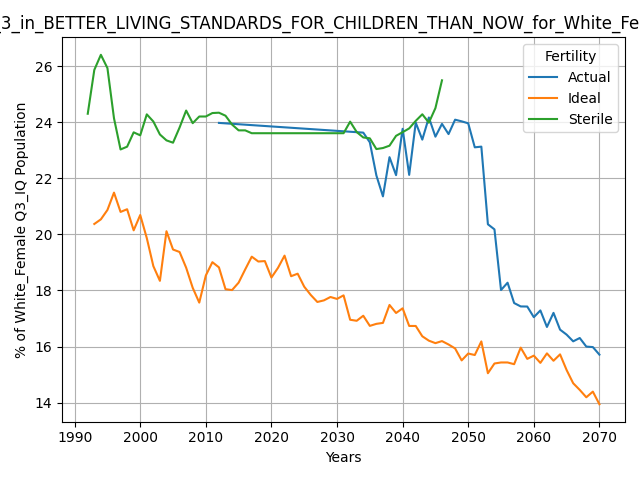 _3_in_BETTER_LIVING_STANDARDS_FOR_CHILDREN_THAN_NOW_for_White_Fe
Fertility
Actual
Ideal
Sterile
% of White_Female Q3_IQ Population
26
24
22
20
18
16
14
1990 2000 2010 2020 2030 2040 2050 2060 2070
Years